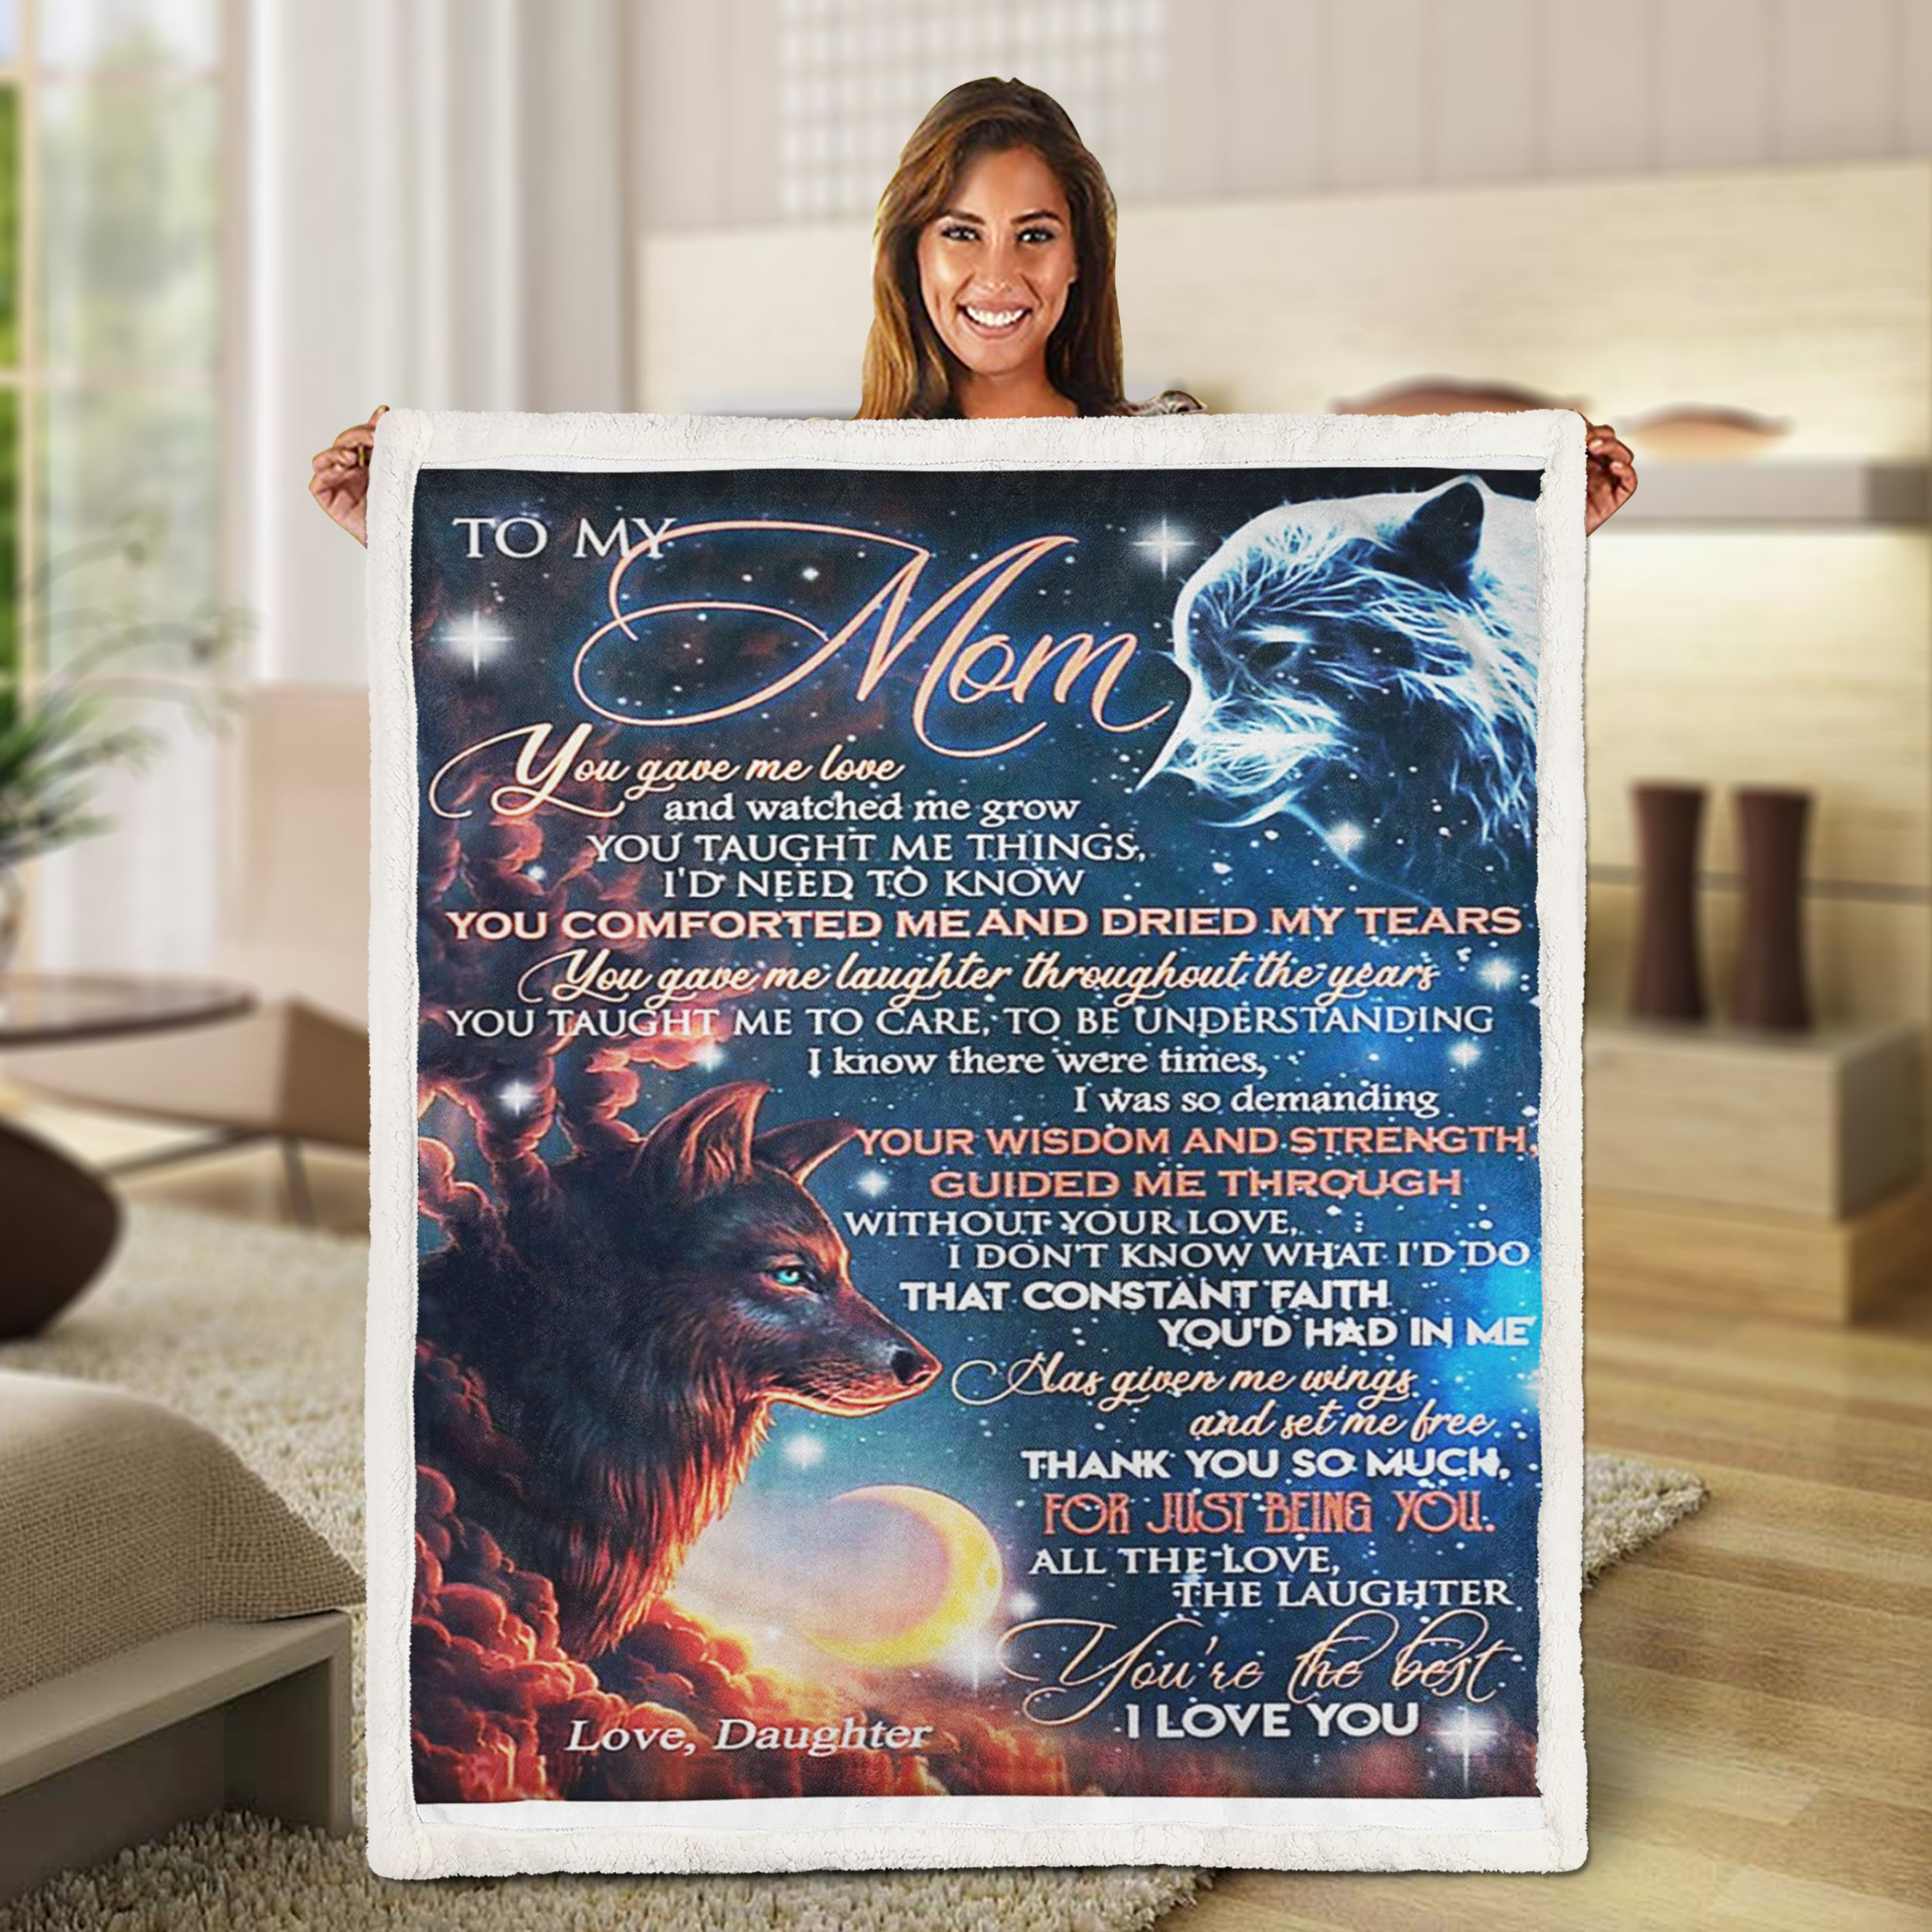 TO MY
Mom
You gave me love
and watched me grow
YOU TAUGHT ME THINGS,
I'D NEED TO KNOW
YOU COMFORTED ME AND DRIED MY TEARS
You gave me laughter throughout the years
YOU TAUGHT ME TO CARE, TO BE UNDERSTANDING
I know there were times,
I was so demanding
YOUR WISDOM AND STRENGTH,
GUIDED ME THROUGH
WITHOUT YOUR LOVE,
I DON'T KNOW WHAT I'D DO
THAT CONSTANT FAITH
YOU'D HAD IN ME
Has given me wings
and set me free
THANK YOU SO MUCH,
FOR JUST BEING YOU.
ALL THE LOVE,
THE LAUGHTER
You're the best
I LOVE YOU
Love, Daughter